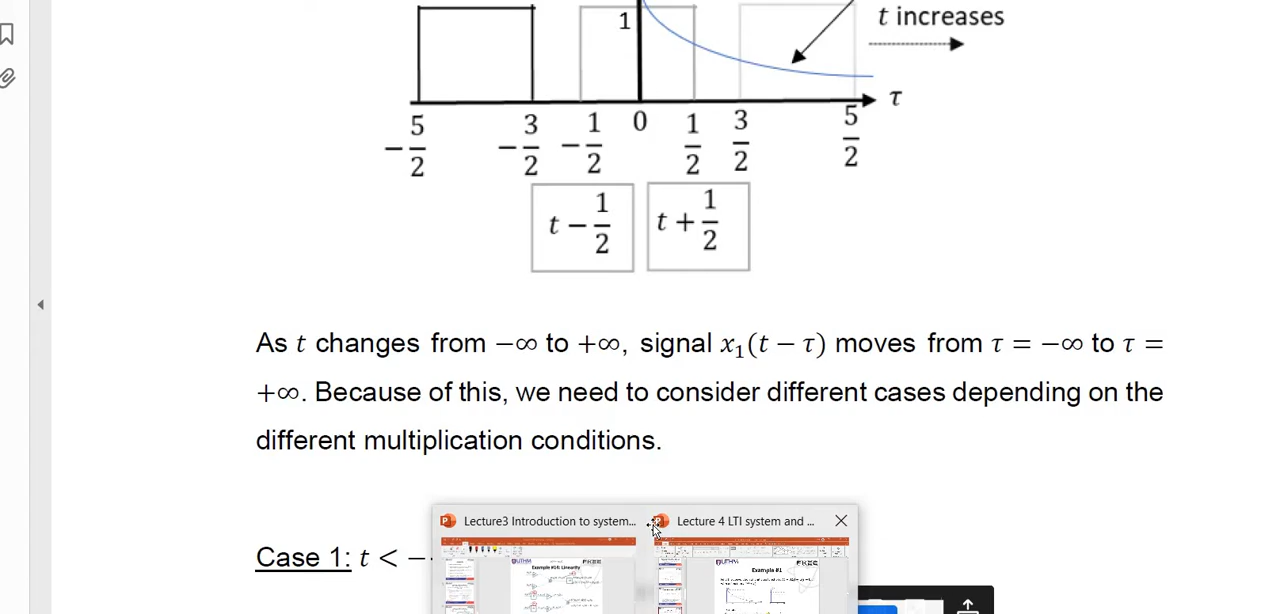 t increases
1
τ
−5/2 −3/2 −1/2 0 1/2 3/2 5/2
t − 1/2 t + 1/2
As t changes from −∞ to +∞, signal x₁(t − τ) moves from τ = −∞ to τ =
+∞. Because of this, we need to consider different cases depending on the
different multiplication conditions.
Lecture3 Introduction to system... Lecture 4 LTI system and ...
Example #1
Case 1: t < −